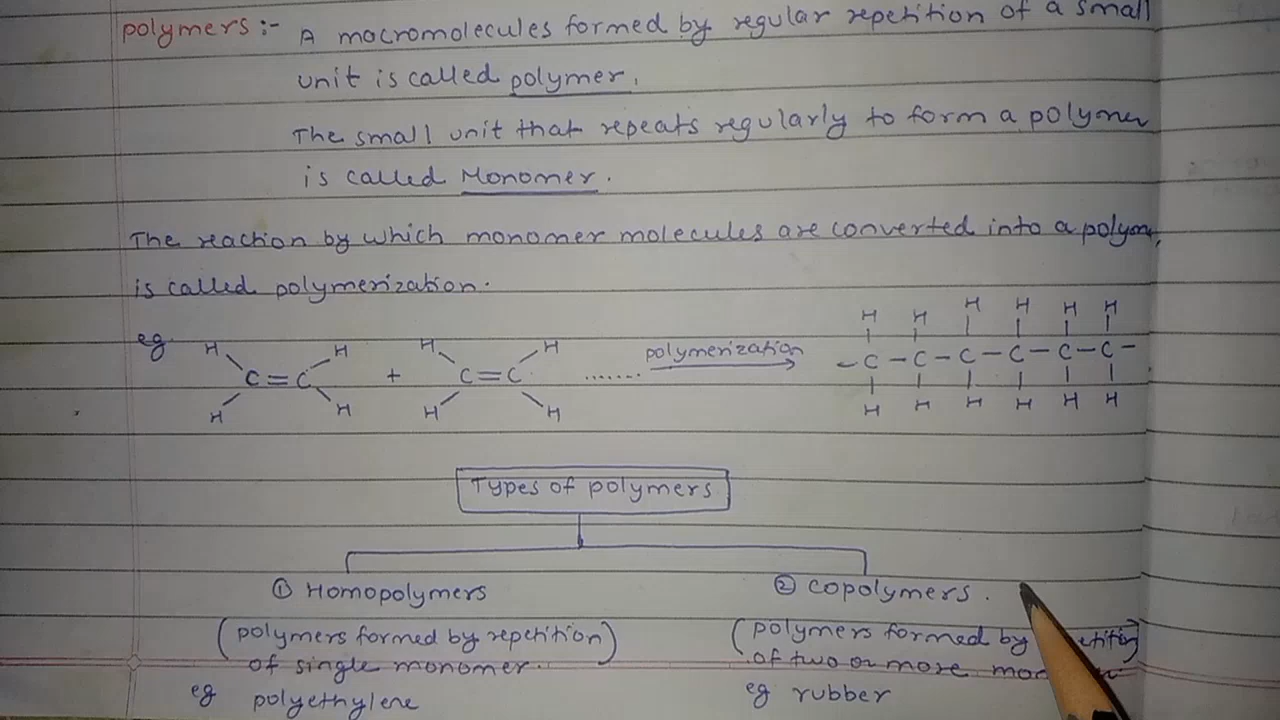 polymers :- A macromolecules formed by regular repetition of a small
unit is called polymer.
The small unit that repeats regularly to form a polymer
is called Monomer.
The reaction by which monomer molecules are converted into a
is called polymerization.
eg
H H H H H H
H H H H
C=C + C=C ....... polymerization -C-C-C-C-C-C-
H H H H
H H H H H H
Types of polymers
① Homopolymers
(polymers formed by repetition)
of single monomer.
eg polyethylene
② copolymers.
(polymers formed by
of two or more
eg rubber